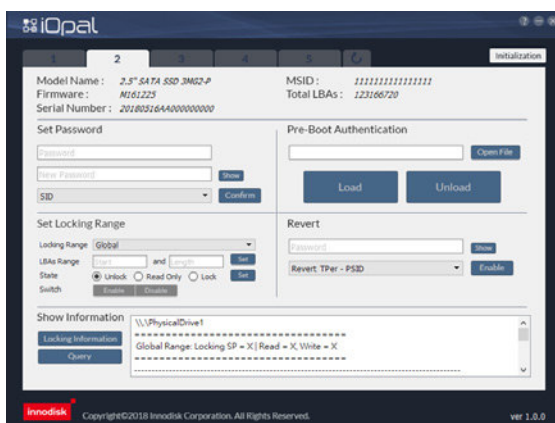 iOpal
1 2 3 4 5
Initialization
Model Name : 2.5" SATA SSD 3MG2-P
Firmware : M161225
Serial Number : 20180516AA000000000
MSID : 1111111111111111
Total LBAs : 123166720
Set Password
Password
New Password Show
SID Confirm
Pre-Boot Authentication
Open File
Load Unload
Set Locking Range
Locking Range Global
LBAs Range Start and Length Set
State Unlock Read Only Lock Set
Switch Enable Disable
Revert
Password Show
Revert TPer - PSID Enable
Show Information
Locking Information
Query
\\.\PhysicalDrive1
====================================
Global Range: Locking SP = X | Read = X, Write = X
====================================
innodisk Copyright©2018 Innodisk Corporation. All Rights Reserved. ver 1.0.0